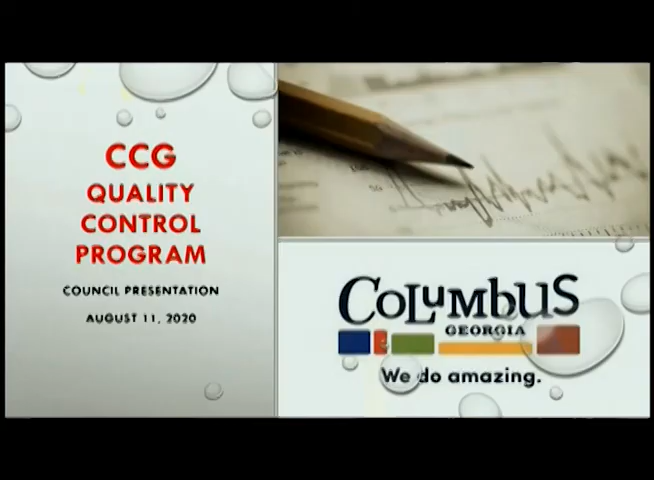 CCG
QUALITY
CONTROL
PROGRAM
COUNCIL PRESENTATION
AUGUST 11, 2020
COLUMBUS
GEORGIA
We do amazing.